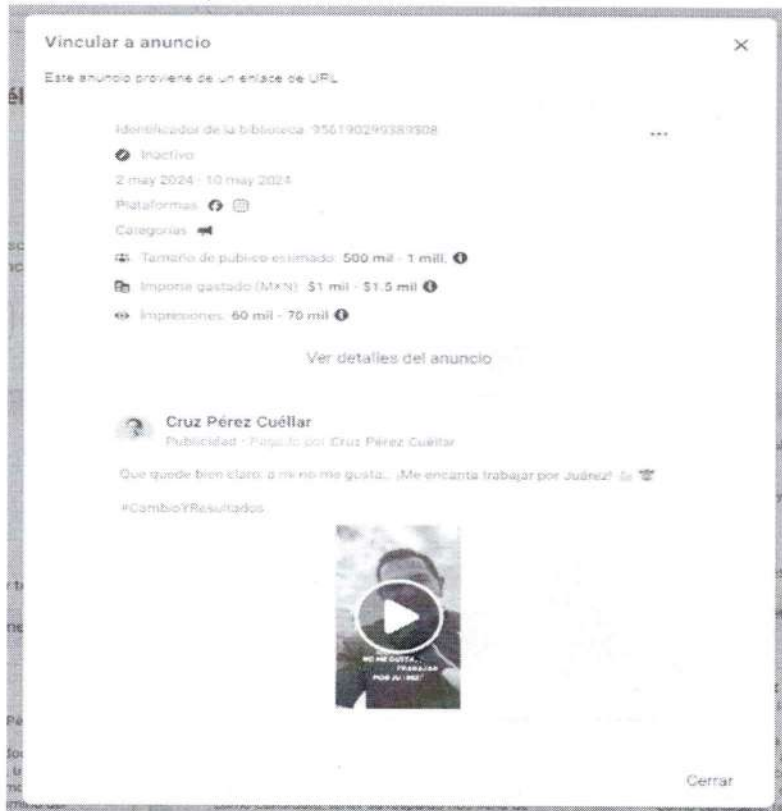 Vincular a anuncio
Este anuncio proviene de un enlace de URL
Identificador de la biblioteca: 956190299389808
Inactivo
2 may 2024 - 10 may 2024
Plataformas
Categorías
Tamaño de público estimado: 500 mil - 1 mill.
Importe gastado (MXN): $1 mil - $1.5 mil
Impresiones: 60 mil - 70 mil
Ver detalles del anuncio
Cruz Pérez Cuéllar
Publicidad · Pagado por Cruz Pérez Cuéllar
Que quede bien claro: a mi no me gusta... ¡Me encanta trabajar por Juárez!
#CambioYResultados
NO ME GUSTA...
TRABAJAR
POR JUÁREZ!
Cerrar